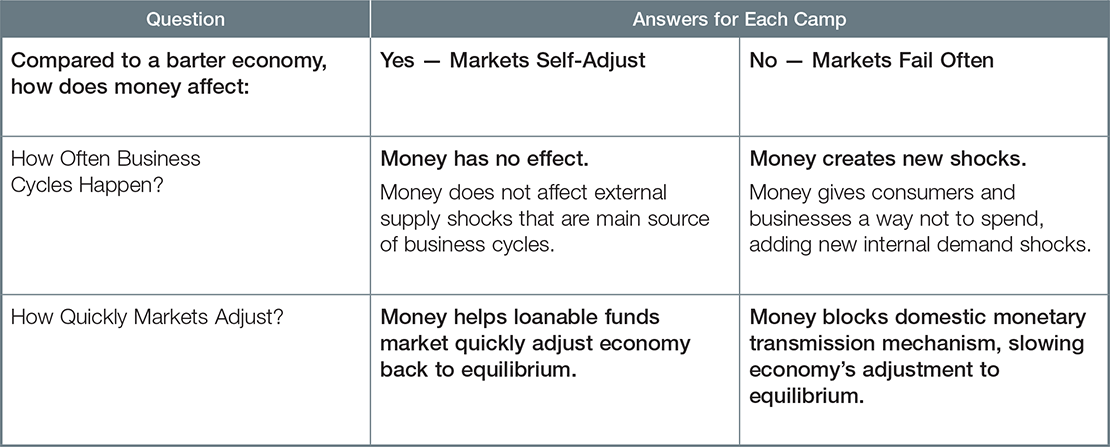 Question
Answers for Each Camp
Compared to a barter economy,
how does money affect:
Yes — Markets Self-Adjust
No — Markets Fail Often
How Often Business
Cycles Happen?
Money has no effect.
Money does not affect external
supply shocks that are main source
of business cycles.
Money creates new shocks.
Money gives consumers and
businesses a way not to spend,
adding new internal demand shocks.
How Quickly Markets Adjust?
Money helps loanable funds
market quickly adjust economy
back to equilibrium.
Money blocks domestic monetary
transmission mechanism, slowing
economy’s adjustment to
equilibrium.